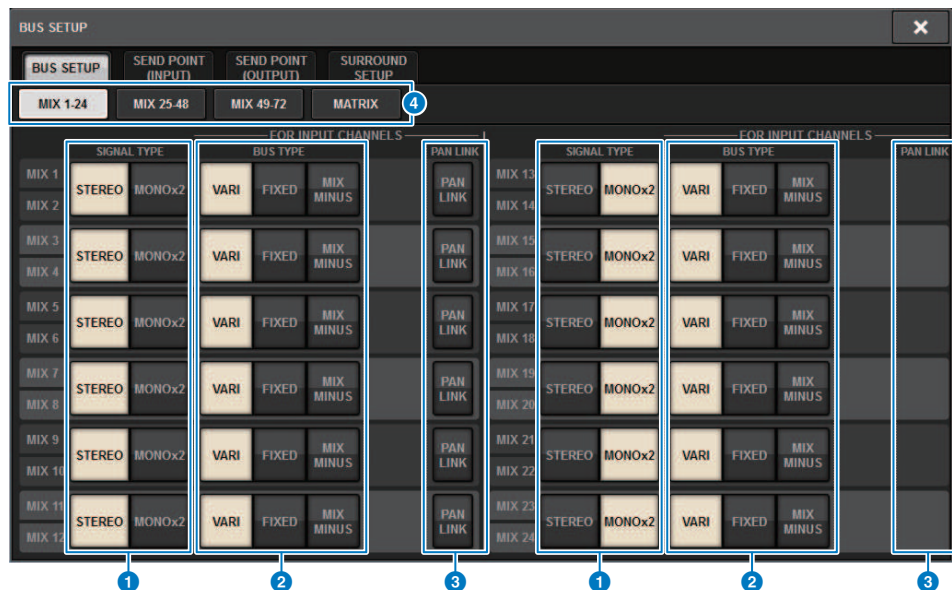 BUS SETUP
BUS SETUP
SEND POINT (INPUT)
SEND POINT (OUTPUT)
SURROUND SETUP
MIX 1-24
MIX 25-48
MIX 49-72
MATRIX
4
FOR INPUT CHANNELS
FOR INPUT CHANNELS
SIGNAL TYPE
BUS TYPE
PAN LINK
SIGNAL TYPE
BUS TYPE
PAN LINK
MIX 1
MIX 2
STEREO
MONOx2
VARI
FIXED
MIX MINUS
PAN LINK
MIX 13
MIX 14
STEREO
MONOx2
VARI
FIXED
MIX MINUS
MIX 3
MIX 4
STEREO
MONOx2
VARI
FIXED
MIX MINUS
PAN LINK
MIX 15
MIX 16
STEREO
MONOx2
VARI
FIXED
MIX MINUS
MIX 5
MIX 6
STEREO
MONOx2
VARI
FIXED
MIX MINUS
PAN LINK
MIX 17
MIX 18
STEREO
MONOx2
VARI
FIXED
MIX MINUS
MIX 7
MIX 8
STEREO
MONOx2
VARI
FIXED
MIX MINUS
PAN LINK
MIX 19
MIX 20
STEREO
MONOx2
VARI
FIXED
MIX MINUS
MIX 9
MIX 10
STEREO
MONOx2
VARI
FIXED
MIX MINUS
PAN LINK
MIX 21
MIX 22
STEREO
MONOx2
VARI
FIXED
MIX MINUS
MIX 11
MIX 12
STEREO
MONOx2
VARI
FIXED
MIX MINUS
PAN LINK
MIX 23
MIX 24
STEREO
MONOx2
VARI
FIXED
MIX MINUS
1
2
3
1
2
3